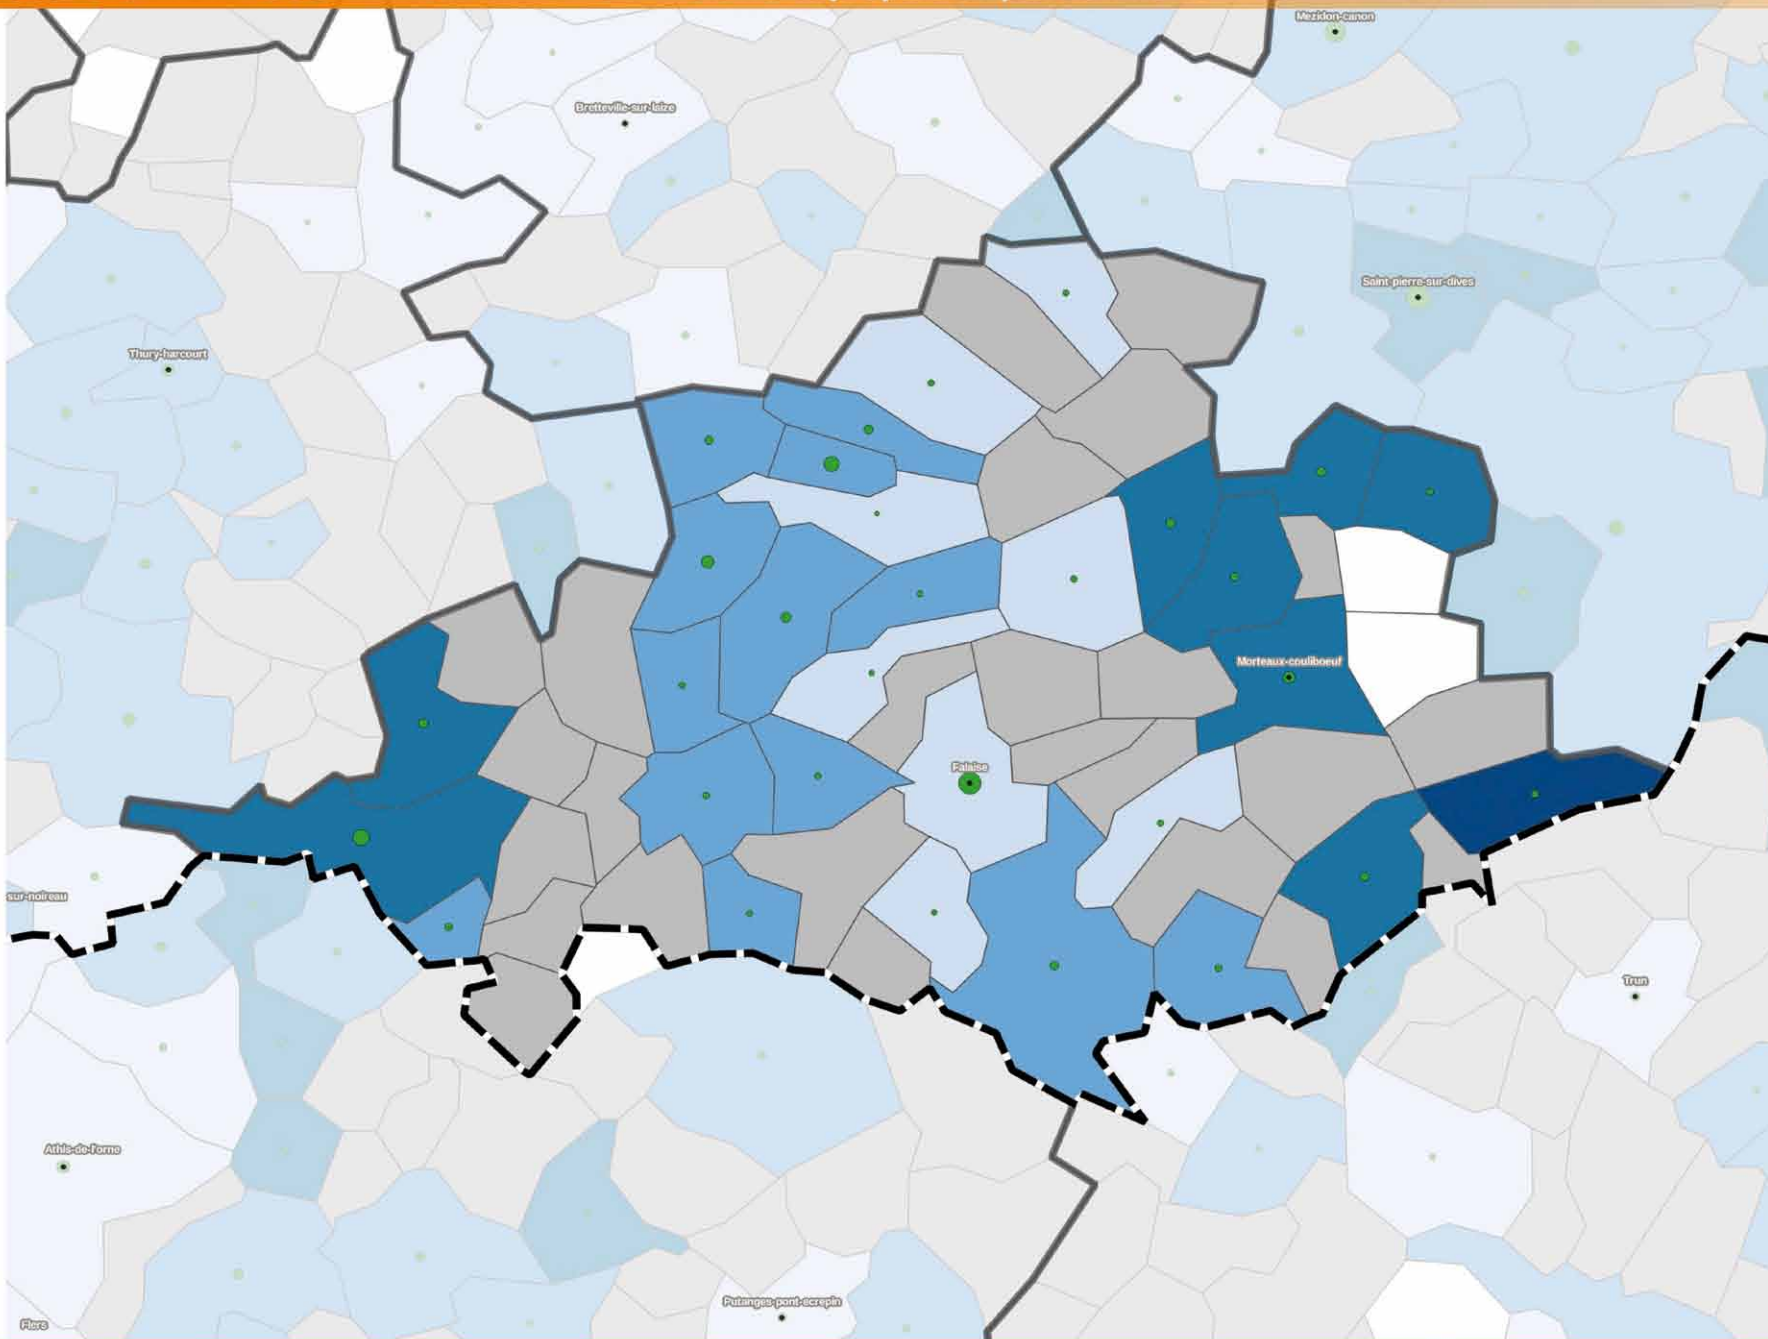 Mezidon-canon
Bretteville-sur-laize
Saint-pierre-sur-dives
Thury-harcourt
Morteaux-couliboeuf
Falaise
sur-noireau
Trun
Athis-de-l'orne
Putanges-pont-ecrepin
Flers